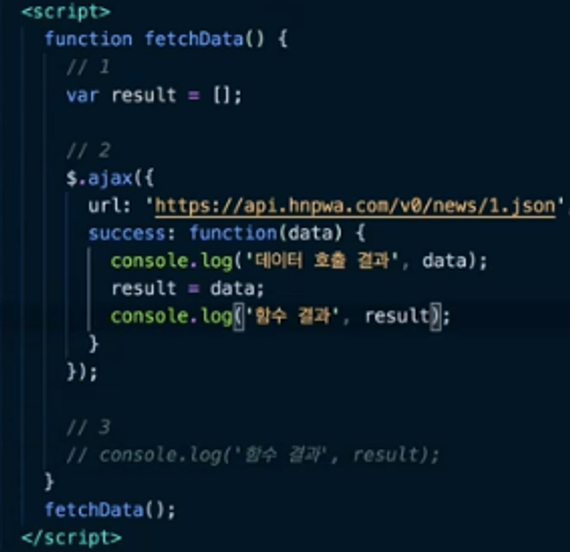 <script>
function fetchData() {
// 1
var result = [];
// 2
$.ajax({
url: 'https://api.hnpwa.com/v0/news/1.json',
success: function(data) {
console.log('데이터 호출 결과', data);
result = data;
console.log('함수 결과', result);
}
});
// 3
// console.log('함수 결과', result);
}
fetchData();
</script>